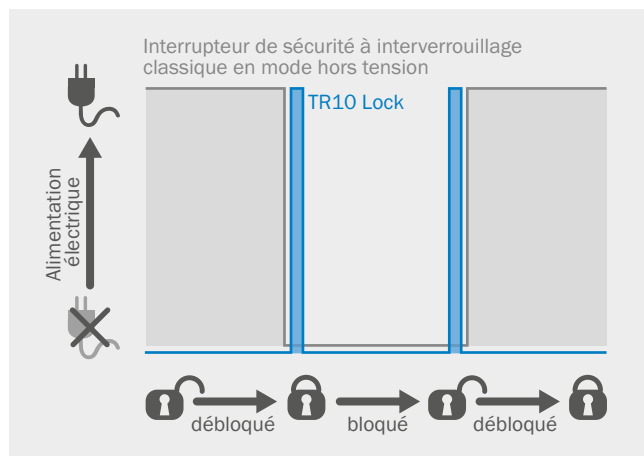 Interrupteur de sécurité à interverrouillage
classique en mode hors tension
TR10 Lock
Alimentation
électrique
débloqué
bloqué
débloqué